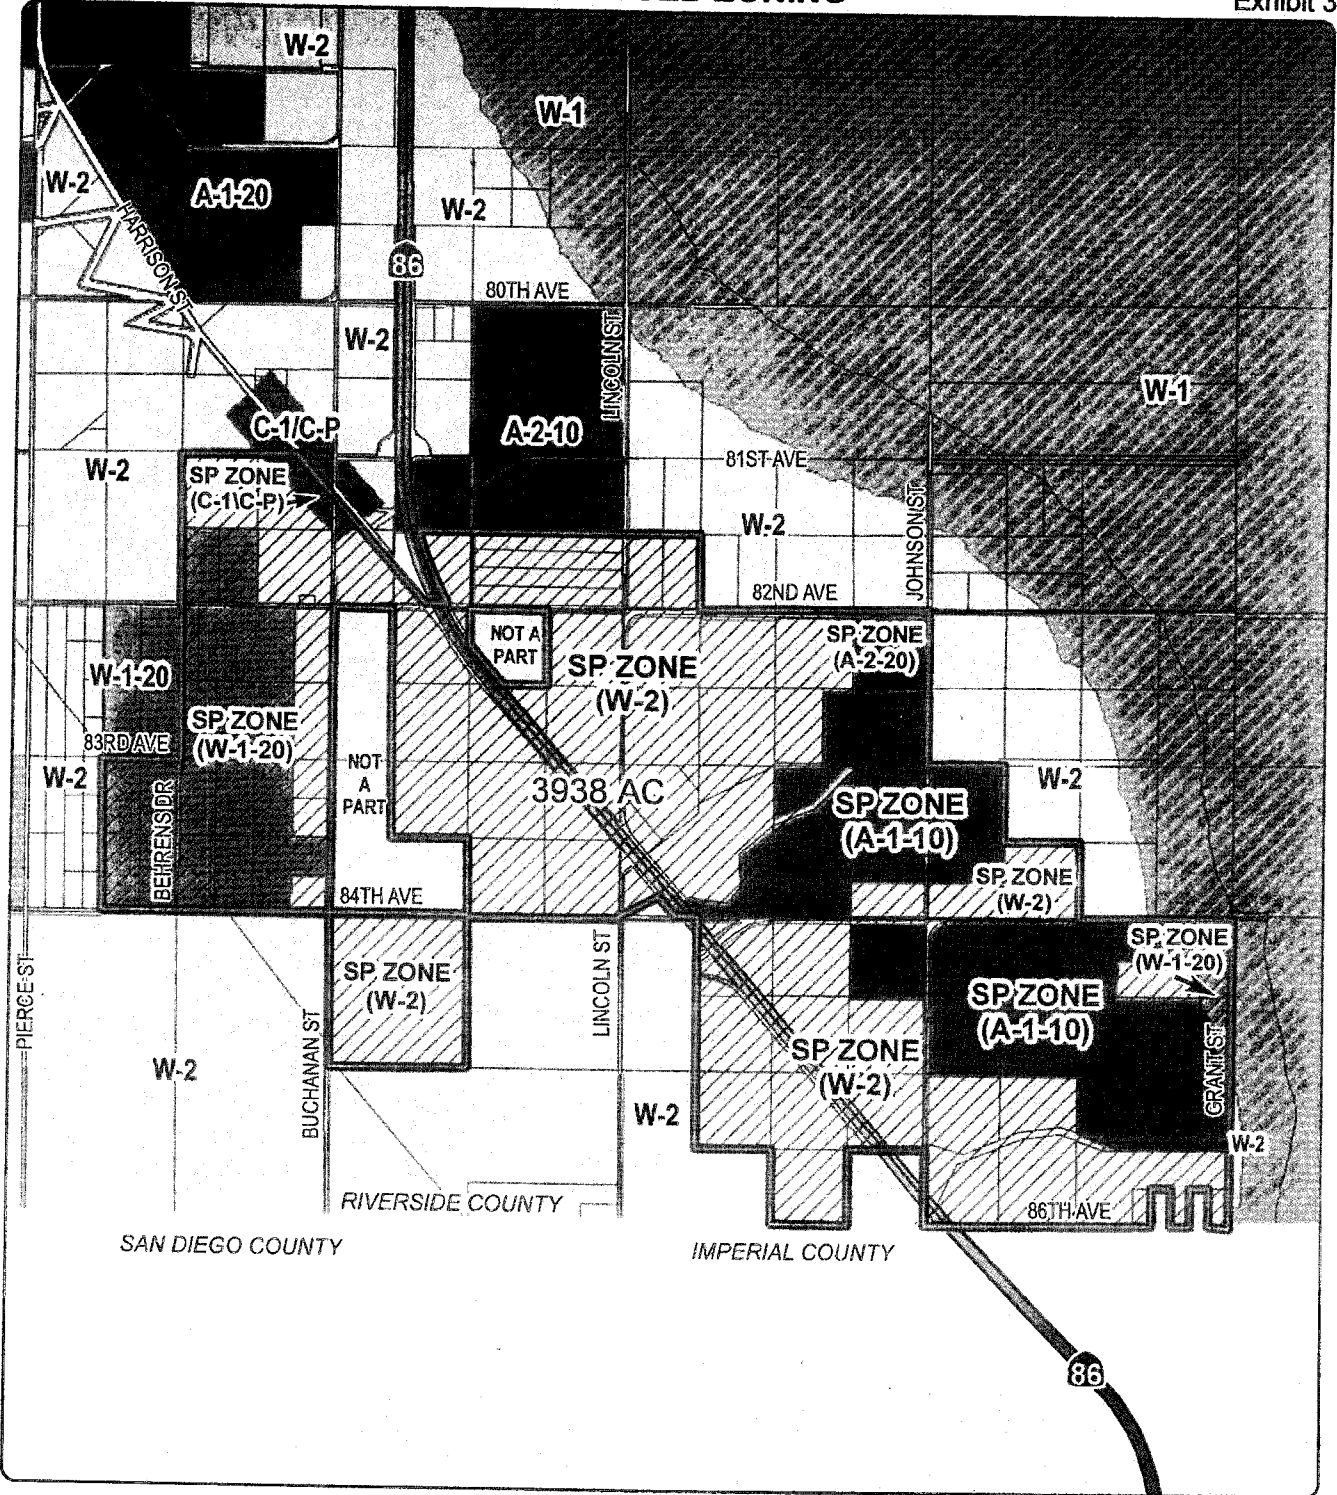 ZONING
Exhibit 3
W-2
W-1
W-2
A-1-20
W-2
HARRISON ST
86
80TH AVE
W-2
LINCOLN ST
W-1
C-1/C-P
A-2-10
W-2
SP ZONE
(C-1\C-P)
81ST AVE
W-2
JOHNSON ST
82ND AVE
NOT A
PART
SP ZONE
(W-2)
SP ZONE
(A-2-20)
W-1-20
SP ZONE
(W-1-20)
83RD AVE
W-2
NOT
A
PART
BEHRENS DR
3938 AC
SP ZONE
(A-1-10)
W-2
SP ZONE
(W-2)
84TH AVE
SP ZONE
(W-2)
LINCOLN ST
PIERCE ST
BUCHANAN ST
SP ZONE
(W-1-20)
SP ZONE
(A-1-10)
GRANT ST
SP ZONE
(W-2)
W-2
W-2
W-2
RIVERSIDE COUNTY
86TH AVE
SAN DIEGO COUNTY
IMPERIAL COUNTY
86